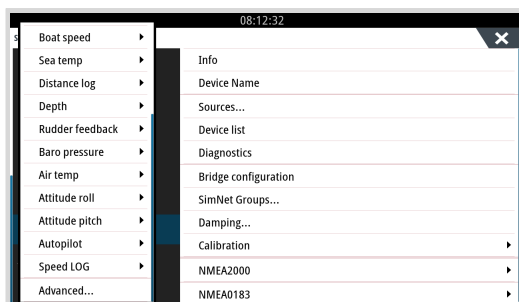 08:12:32
s
Boat speed
Sea temp
Distance log
Depth
Rudder feedback
Baro pressure
Air temp
Attitude roll
Attitude pitch
Autopilot
Speed LOG
Advanced...
Info
Device Name
Sources...
Device list
Diagnostics
Bridge configuration
SimNet Groups...
Damping...
Calibration
NMEA2000
NMEA0183